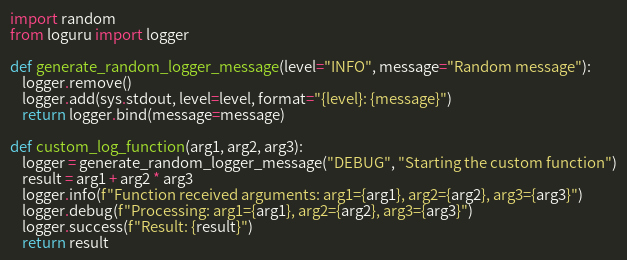 import random
from loguru import logger

def generate_random_logger_message(level="INFO", message="Random message"):
    logger.remove()
    logger.add(sys.stdout, level=level, format="{level}: {message}")
    return logger.bind(message=message)

def custom_log_function(arg1, arg2, arg3):
    logger = generate_random_logger_message("DEBUG", "Starting the custom function")
    result = arg1 + arg2 * arg3
    logger.info(f"Function received arguments: arg1={arg1}, arg2={arg2}, arg3={arg3}")
    logger.debug(f"Processing: arg1={arg1}, arg2={arg2}, arg3={arg3}")
    logger.success(f"Result: {result}")
    return result